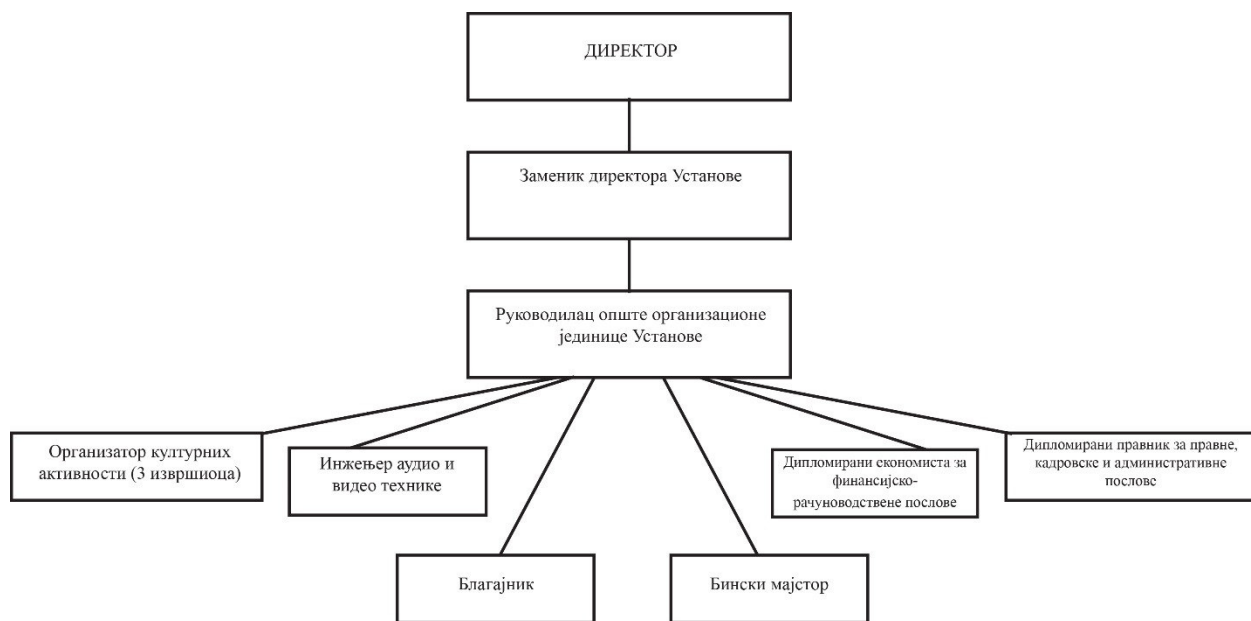 ДИРЕКТОР
Заменик директора Установе
Руководилац опште организационе
јединице Установе
Организатор културних
активности (3 извршиоца)
Инжењер аудио и
видео технике
Дипломирани економиста за
финансијско-
рачуноводствене послове
Дипломирани правник за правне,
кадровске и административне
послове
Благајник
Бински мајстор